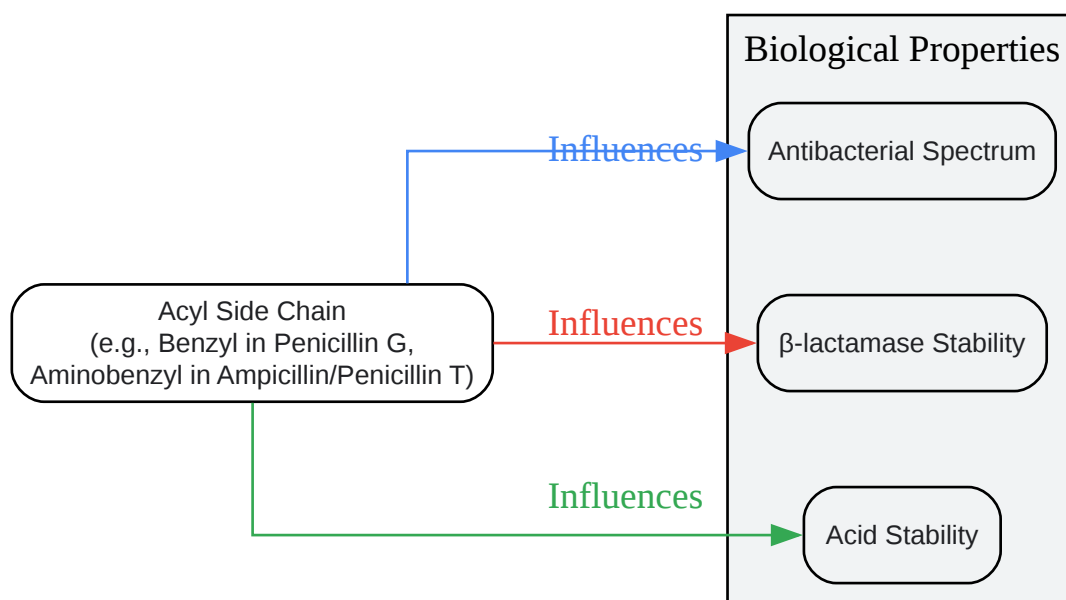 Biological Properties
Influences
Antibacterial Spectrum
Acyl Side Chain
(e.g., Benzyl in Penicillin G,
Aminobenzyl in Ampicillin/Penicillin T)
Influences
β-lactamase Stability
Influences
Acid Stability